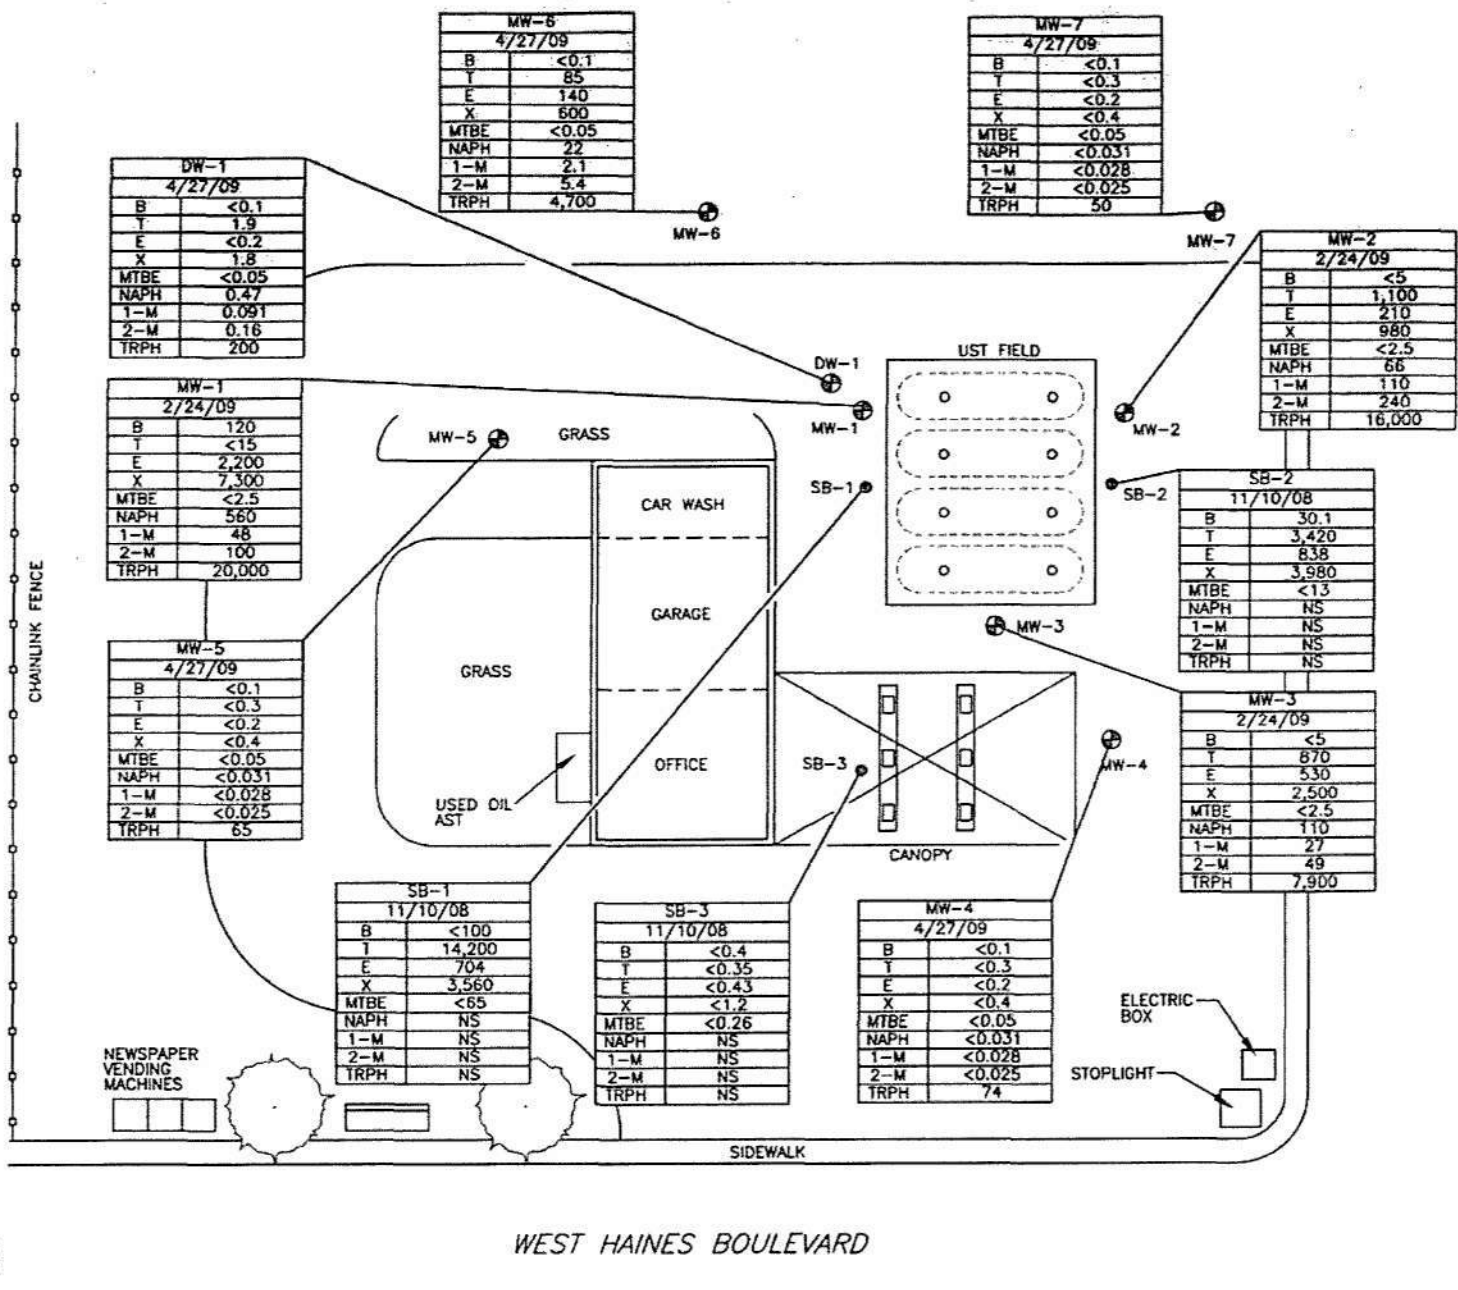 MW-6
4/27/09
B <0.1
T 85
E 140
X 600
MTBE <0.05
NAPH 22
1-M 2.1
2-M 5.4
TRPH 4,700
MW-6
MW-7
4/27/09
B <0.1
T <0.3
E <0.2
X <0.4
MTBE <0.05
NAPH <0.031
1-M <0.028
2-M <0.025
TRPH 50
MW-7
DW-1
4/27/09
B <0.1
T 1.9
E <0.2
X 1.8
MTBE <0.05
NAPH 0.47
1-M 0.091
2-M 0.16
TRPH 200
MW-2
2/24/09
B <5
T 1,100
E 210
X 980
MTBE <2.5
NAPH 66
1-M 110
2-M 240
TRPH 16,000
UST FIELD
DW-1
MW-1
MW-2
MW-1
2/24/09
B 120
T <15
E 2,200
X 7,300
MTBE <2.5
NAPH 560
1-M 48
2-M 100
TRPH 20,000
MW-5
GRASS
SB-1
SB-2
CAR WASH
SB-2
11/10/08
B 30.1
T 3,420
E 838
X 3,980
MTBE <13
NAPH NS
1-M NS
2-M NS
TRPH NS
CHAINLINK FENCE
GARAGE
MW-3
GRASS
MW-5
4/27/09
B <0.1
T <0.3
E <0.2
X <0.4
MTBE <0.05
NAPH <0.031
1-M <0.028
2-M <0.025
TRPH 65
MW-3
2/24/09
B <5
T 870
E 530
X 2,500
MTBE <2.5
NAPH 110
1-M 27
2-M 49
TRPH 7,900
OFFICE
SB-3
MW-4
USED OIL
AST
CANOPY
SB-1
11/10/08
B <100
T 14,200
E 704
X 3,560
MTBE <65
NAPH NS
1-M NS
2-M NS
TRPH NS
SB-3
11/10/08
B <0.4
T <0.35
E <0.43
X <1.2
MTBE <0.26
NAPH NS
1-M NS
2-M NS
TRPH NS
MW-4
4/27/09
B <0.1
T <0.3
E <0.2
X <0.4
MTBE <0.05
NAPH <0.031
1-M <0.028
2-M <0.025
TRPH 74
ELECTRIC
BOX
STOPLIGHT
NEWSPAPER
VENDING
MACHINES
SIDEWALK
WEST HAINES BOULEVARD